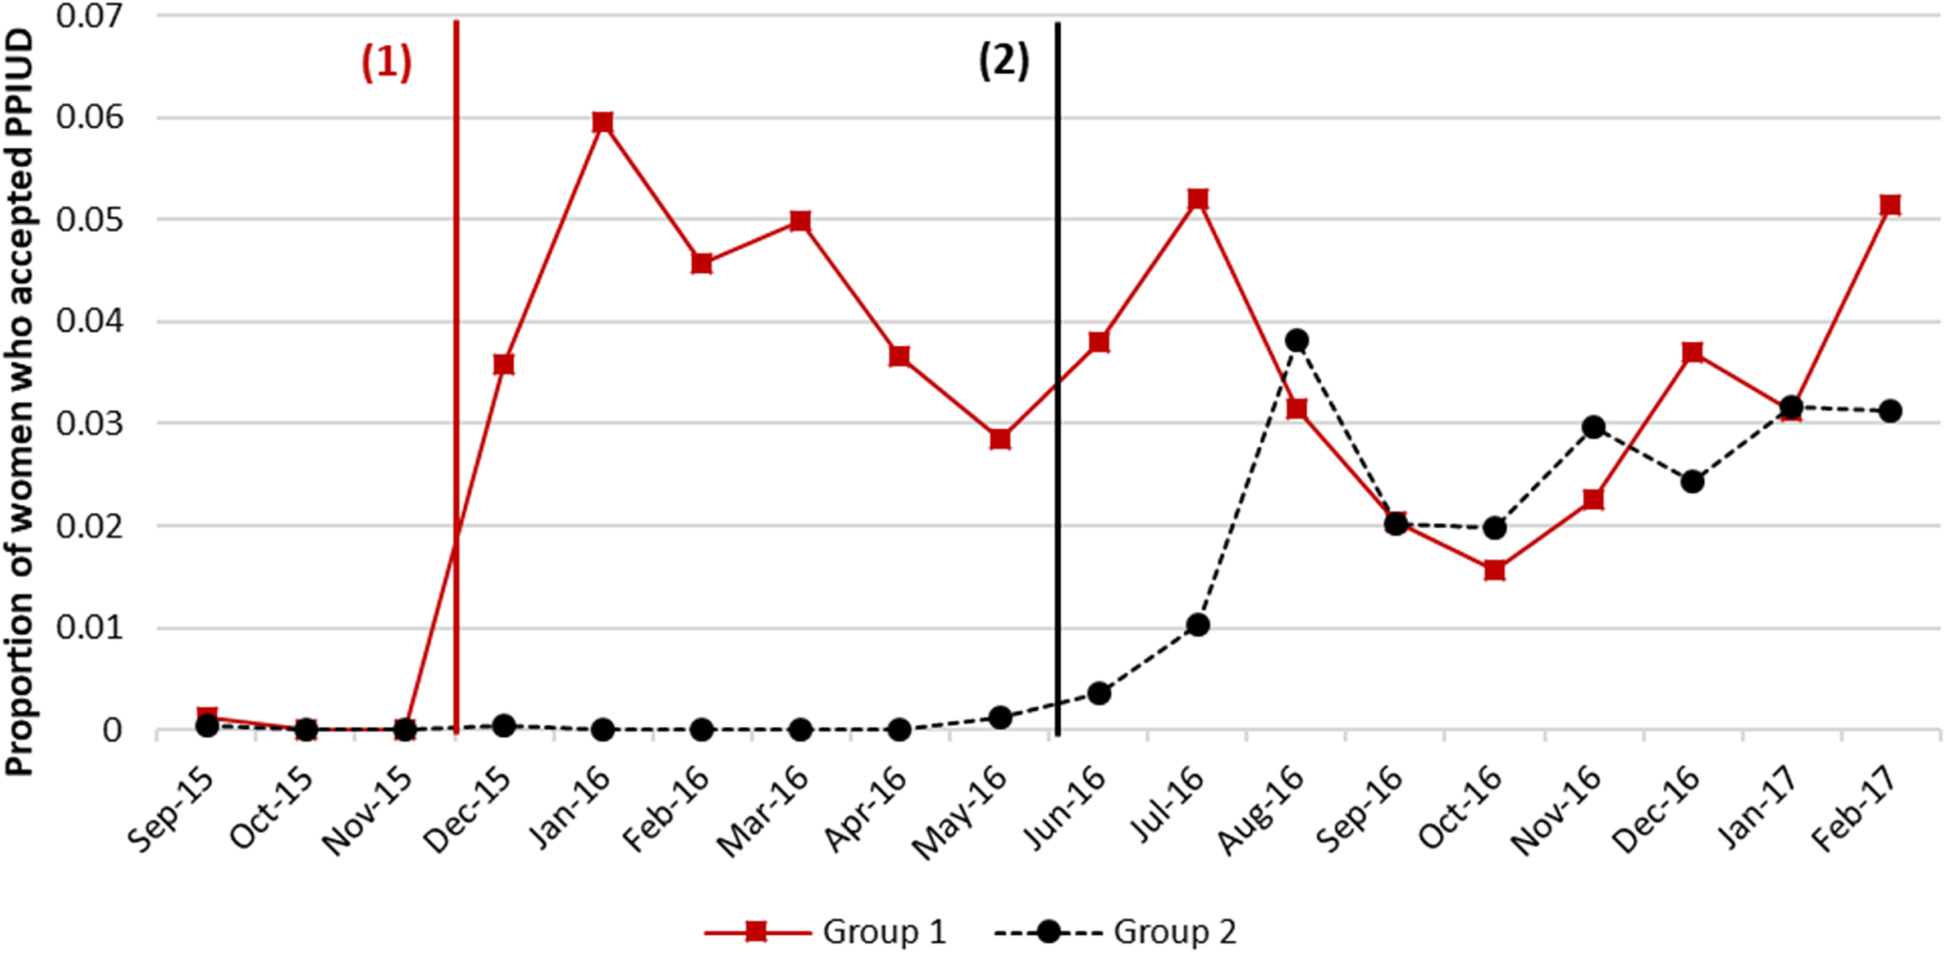 Proportion of women who accepted PPIUD
0.07
0.06
0.05
0.04
0.03
0.02
0.01
0
(1)
(2)
Sep-15
Oct-15
Nov-15
Dec-15
Jan-16
Feb-16
Mar-16
Apr-16
May-16
Jun-16
Jul-16
Aug-16
Sep-16
Oct-16
Nov-16
Dec-16
Jan-17
Feb-17
Group 1
Group 2